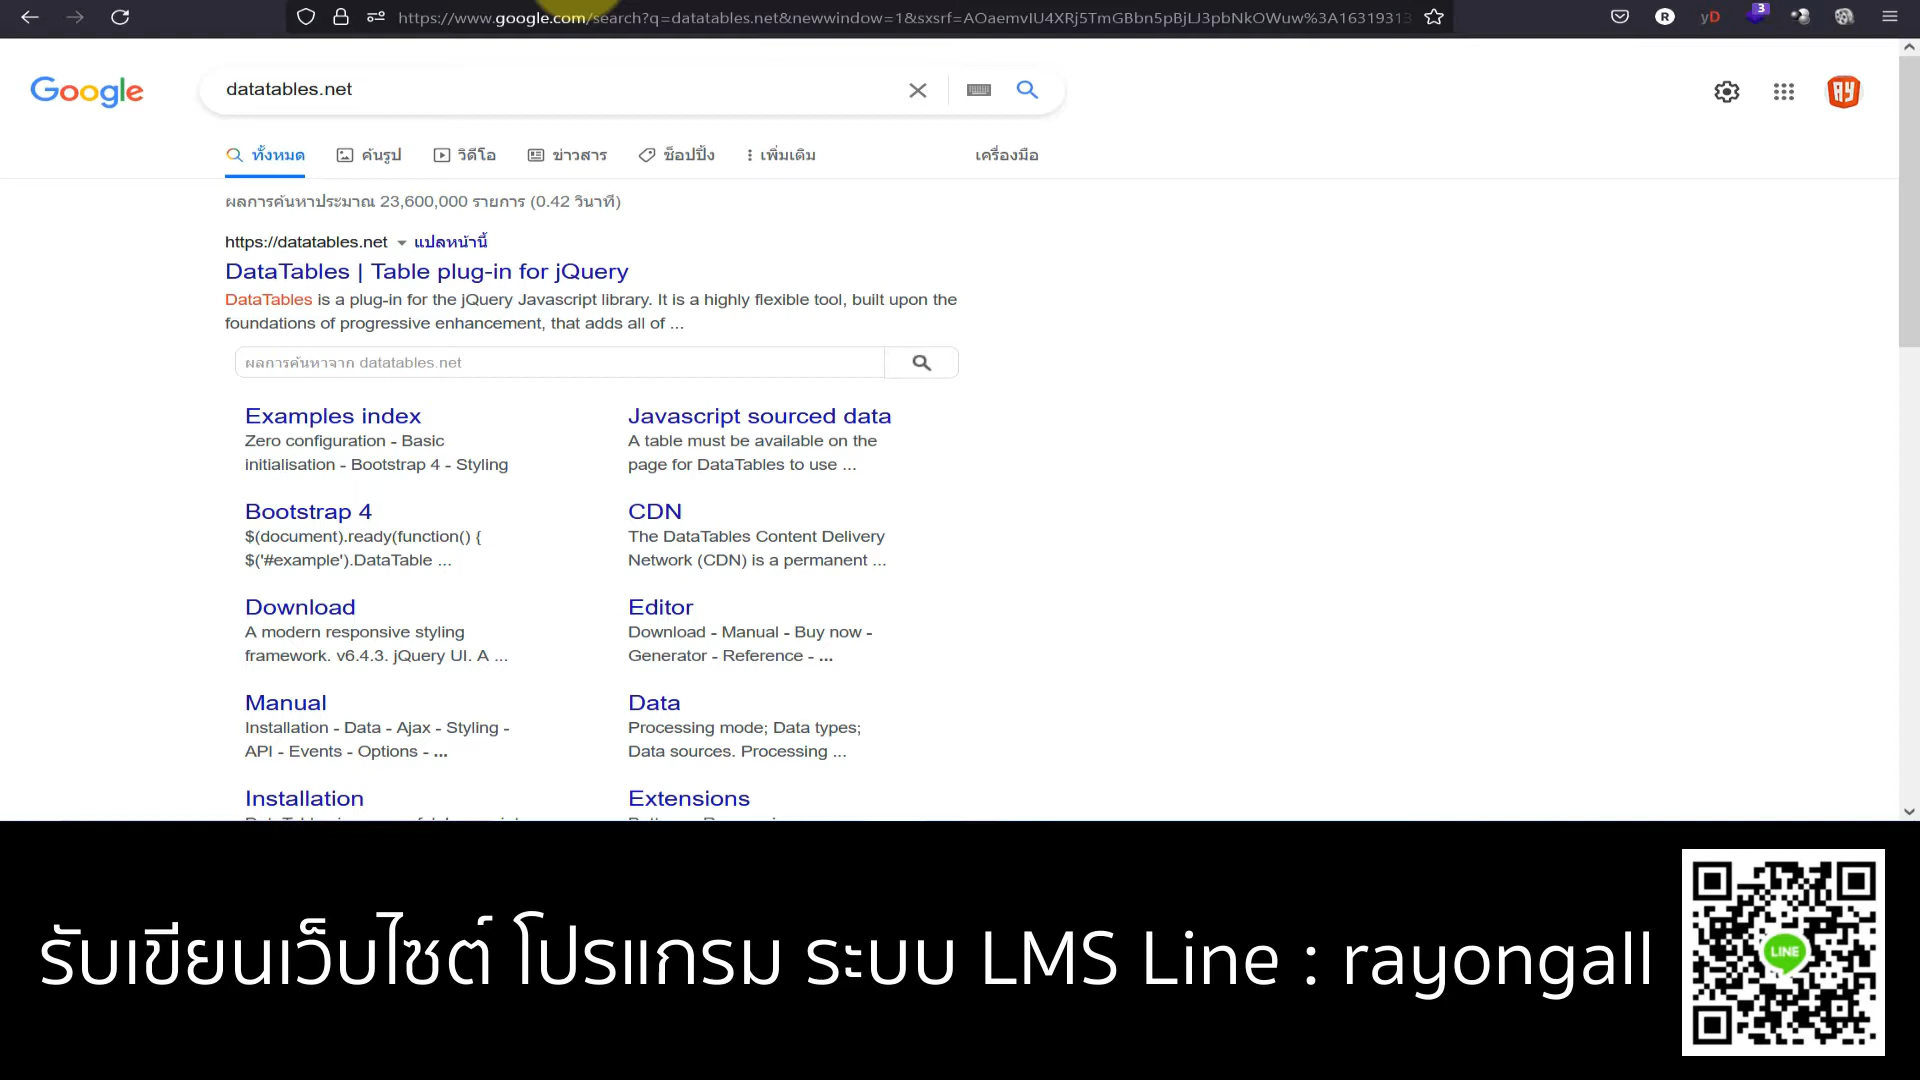 https://www.google.com/search?q=datatables.net&newwindow=1&sxsrf=AOaemvIU4XRj5TmGBbn5pBjLJ3pbNkOWuw%3A16319313
R
yD
3
Google
datatables.net
AY
ทั้งหมด
ค้นรูป
วิดีโอ
ข่าวสาร
ช็อปปิ้ง
เพิ่มเติม
เครื่องมือ
ผลการค้นหาประมาณ 23,600,000 รายการ (0.42 วินาที)
https://datatables.net
แปลหน้านี้
DataTables | Table plug-in for jQuery
DataTables is a plug-in for the jQuery Javascript library. It is a highly flexible tool, built upon the
foundations of progressive enhancement, that adds all of ...
ผลการค้นหาจาก datatables.net
Examples index
Zero configuration - Basic
initialisation - Bootstrap 4 - Styling
Javascript sourced data
A table must be available on the
page for DataTables to use ...
Bootstrap 4
$(document).ready(function() {
$('#example').DataTable ...
CDN
The DataTables Content Delivery
Network (CDN) is a permanent ...
Download
A modern responsive styling
framework. v6.4.3. jQuery UI. A ...
Editor
Download - Manual - Buy now -
Generator - Reference - ...
Manual
Installation - Data - Ajax - Styling -
API - Events - Options - ...
Data
Processing mode; Data types;
Data sources. Processing ...
Installation
Extensions
รับเขียนเว็บไซต์ โปรแกรม ระบบ LMS Line : rayongall
LINE